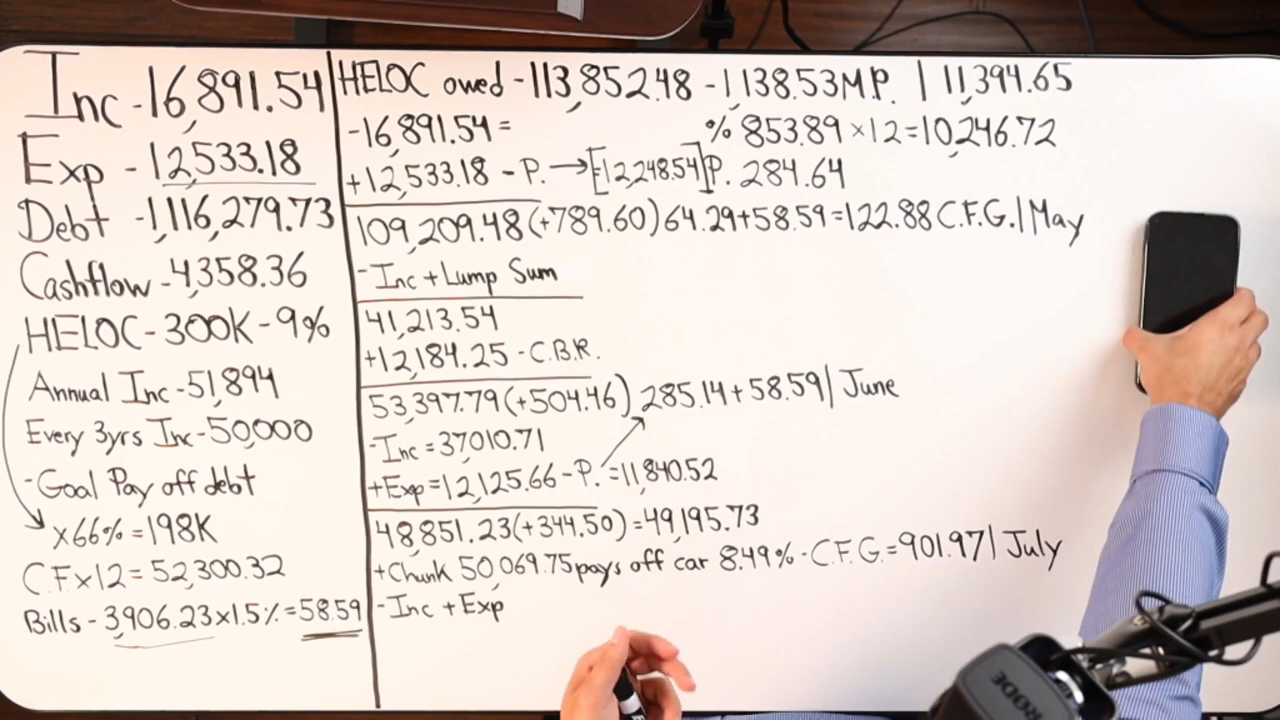 Inc - 16,891.54
Exp - 12,533.18
Debt - 1,116,279.73
Cashflow - 4,358.36
HELOC - 300K - 9%
Annual Inc - 51,894
Every 3yrs Inc - 50,000
- Goal Pay off debt
x66% = 198K
C.F x 12 = 52,300.32
Bills - 3,906.23 x 1.5% = 58.59
HELOC owed - 113,852.48 - 1,138.53 M.P. | 11,394.65
- 16,891.54 = % 853.89 x 12 = 10,246.72
+ 12,533.18 - P. → [12,248.54] P. 284.64
109,209.48 (+789.60) 64.29 + 58.59 = 122.88 C.F.G. | May
- Inc + Lump Sum
41,213.54
+ 12,184.25 - C.B.R.
53,397.79 (+504.46) 285.14 + 58.59 | June
- Inc = 37,010.71
+ Exp = 12,125.66 - P. = 11,840.52
48,851.23 (+344.50) = 49,195.73
+ Chunk 50,069.75 pays off car 8.49% - C.F.G = 901.97 | July
- Inc + Exp
RØDE